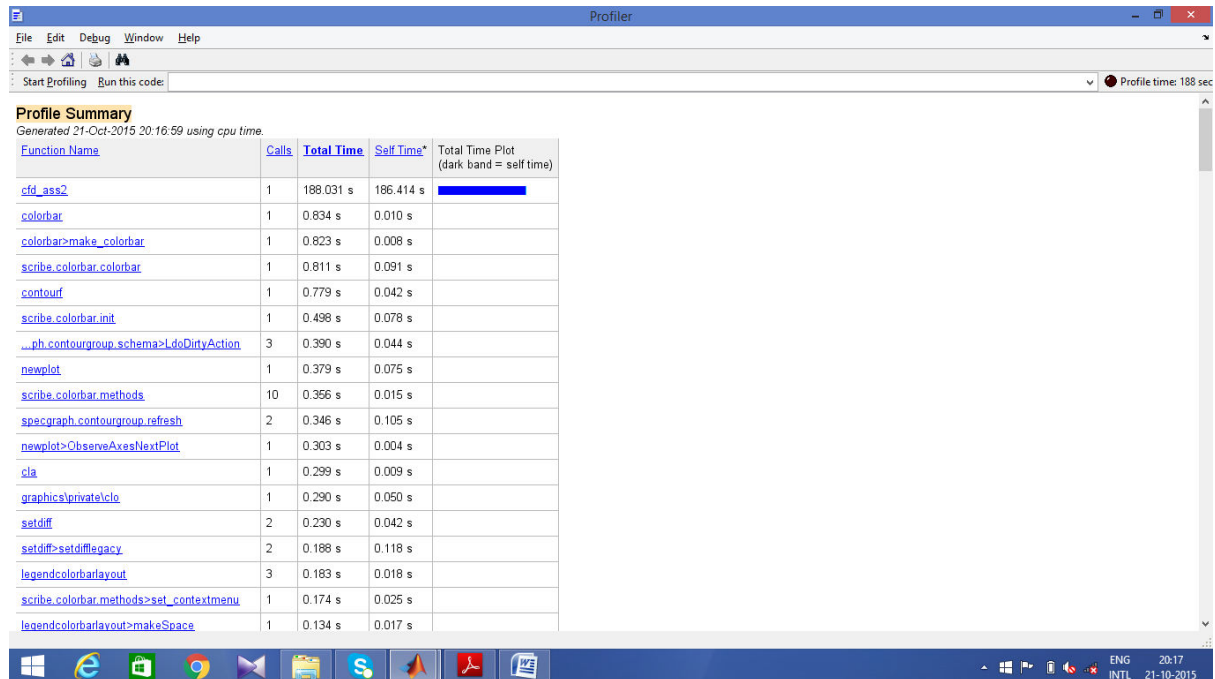 Profiler
File Edit Debug Window Help
Start Profiling Run this code: Profile time: 188 sec
Profile Summary
Generated 21-Oct-2015 20:16:59 using cpu time.
Function Name Calls Total Time Self Time* Total Time Plot
(dark band = self time)
cfd_ass2 1 188.031 s 186.414 s
colorbar 1 0.834 s 0.010 s
colorbar>make_colorbar 1 0.823 s 0.008 s
scribe.colorbar.colorbar 1 0.811 s 0.091 s
contourf 1 0.779 s 0.042 s
scribe.colorbar.init 1 0.498 s 0.078 s
...ph.contourgroup.schema>LdoDirtyAction 3 0.390 s 0.044 s
newplot 1 0.379 s 0.075 s
scribe.colorbar.methods 10 0.356 s 0.015 s
specgraph.contourgroup.refresh 2 0.346 s 0.105 s
newplot>ObserveAxesNextPlot 1 0.303 s 0.004 s
cla 1 0.299 s 0.009 s
graphics\private\clo 1 0.290 s 0.050 s
setdiff 2 0.230 s 0.042 s
setdiff>setdifflegacy 2 0.188 s 0.118 s
legendcolorbarlayout 3 0.183 s 0.018 s
scribe.colorbar.methods>set_contextmenu 1 0.174 s 0.025 s
legendcolorbarlayout>makeSpace 1 0.134 s 0.017 s
ENG 20:17
INTL 21-10-2015